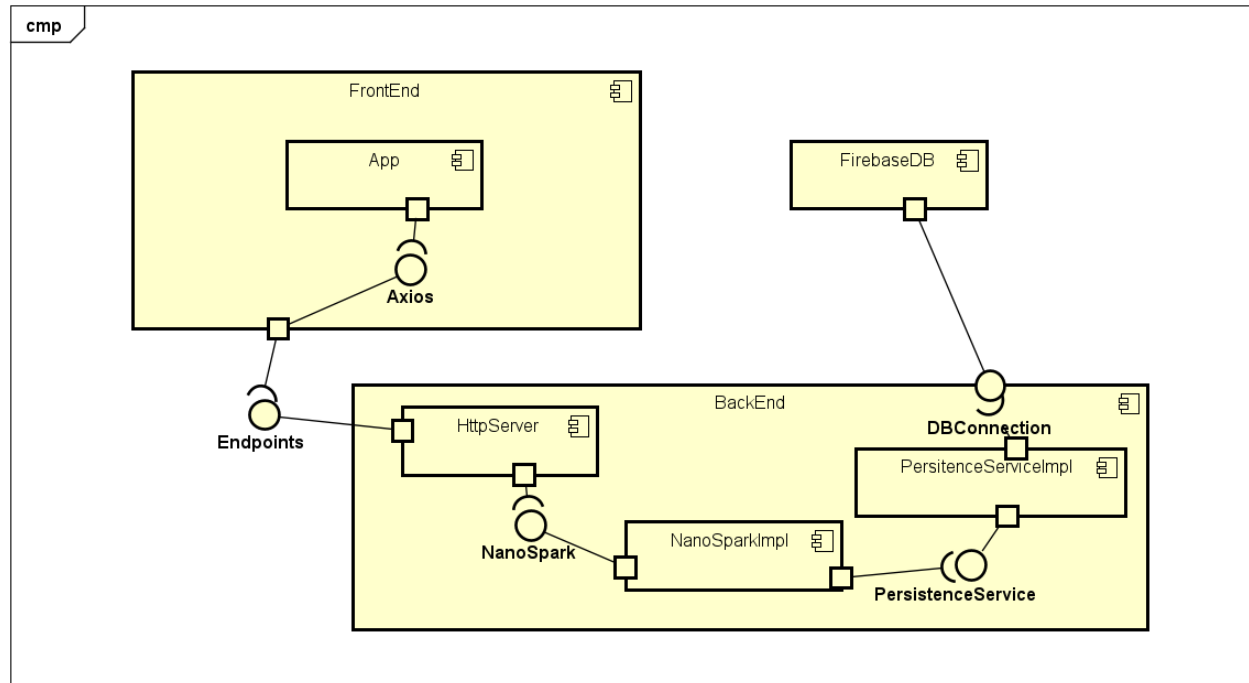 cmp
FrontEnd
App
FirebaseDB
Axios
BackEnd
Endpoints
HttpServer
DBConnection
PersitenceServiceImpl
NanoSpark
NanoSparkImpl
PersistenceService